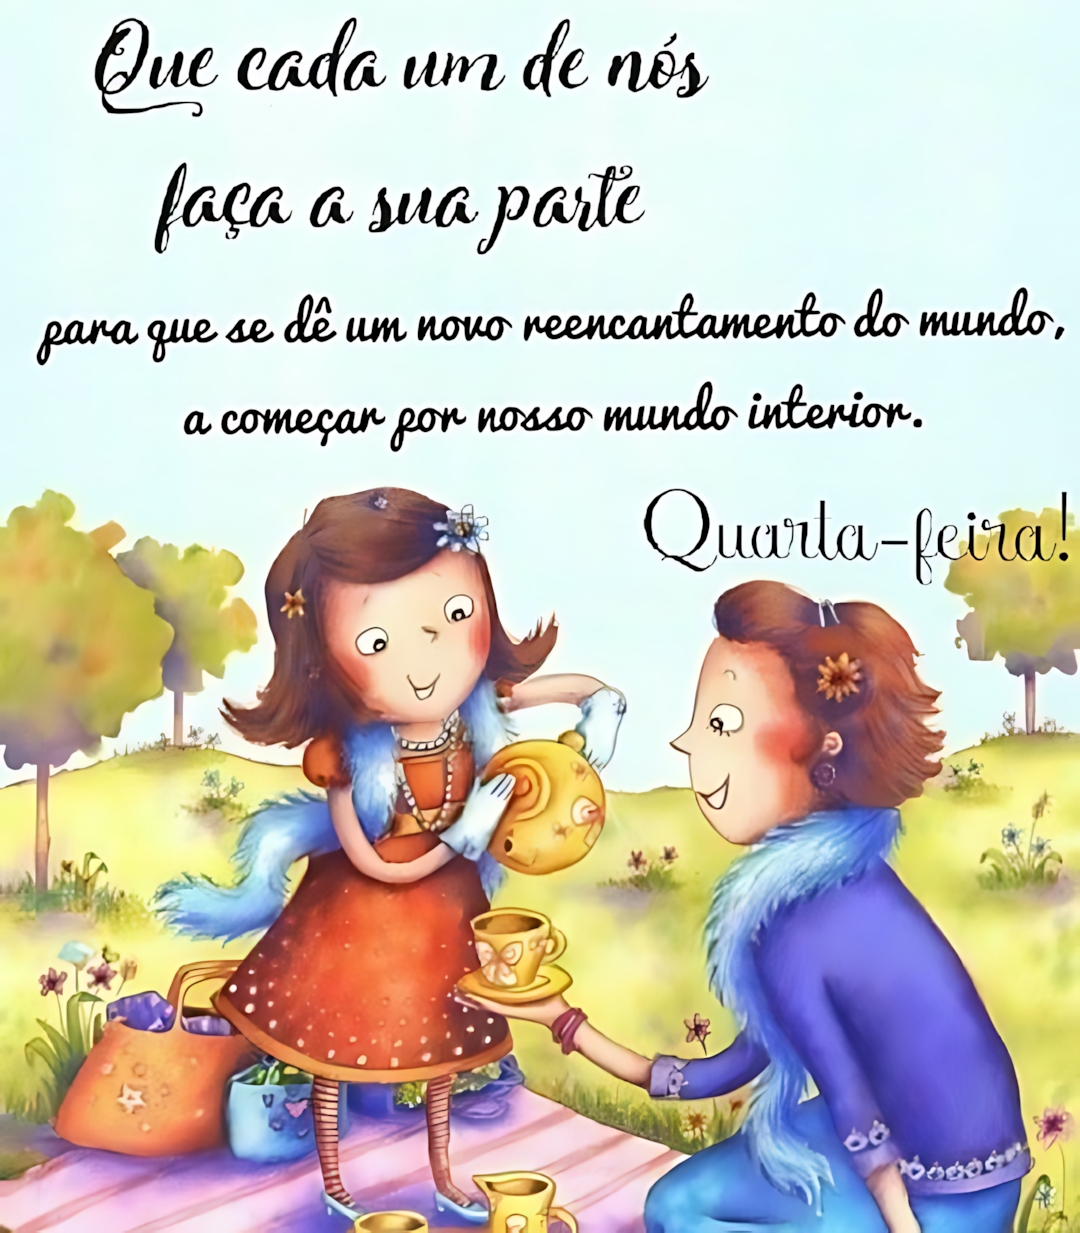 Que cada um de nós
faça a sua parte
para que se dê um novo reencantamento do mundo,
a começar por nosso mundo interior.
Quarta-feira!